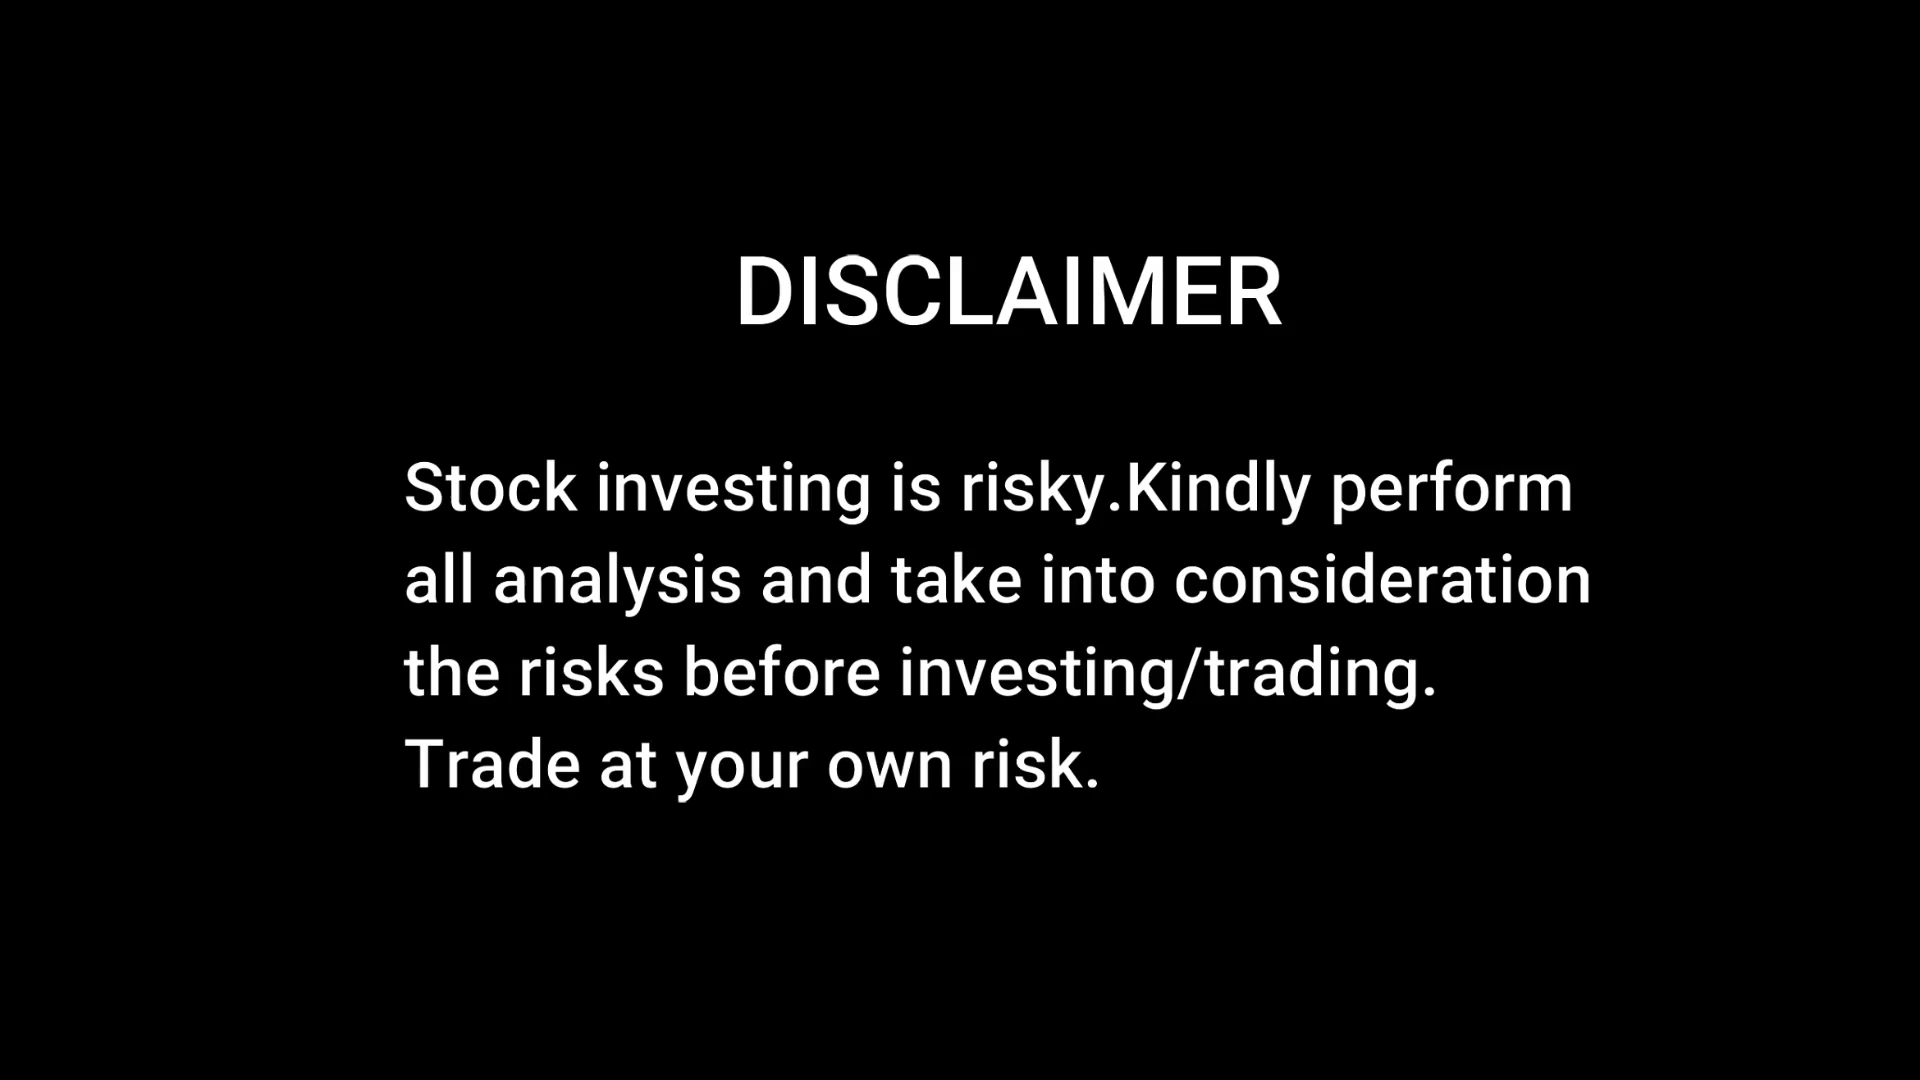 DISCLAIMER
Stock investing is risky.Kindly perform
all analysis and take into consideration
the risks before investing/trading.
Trade at your own risk.